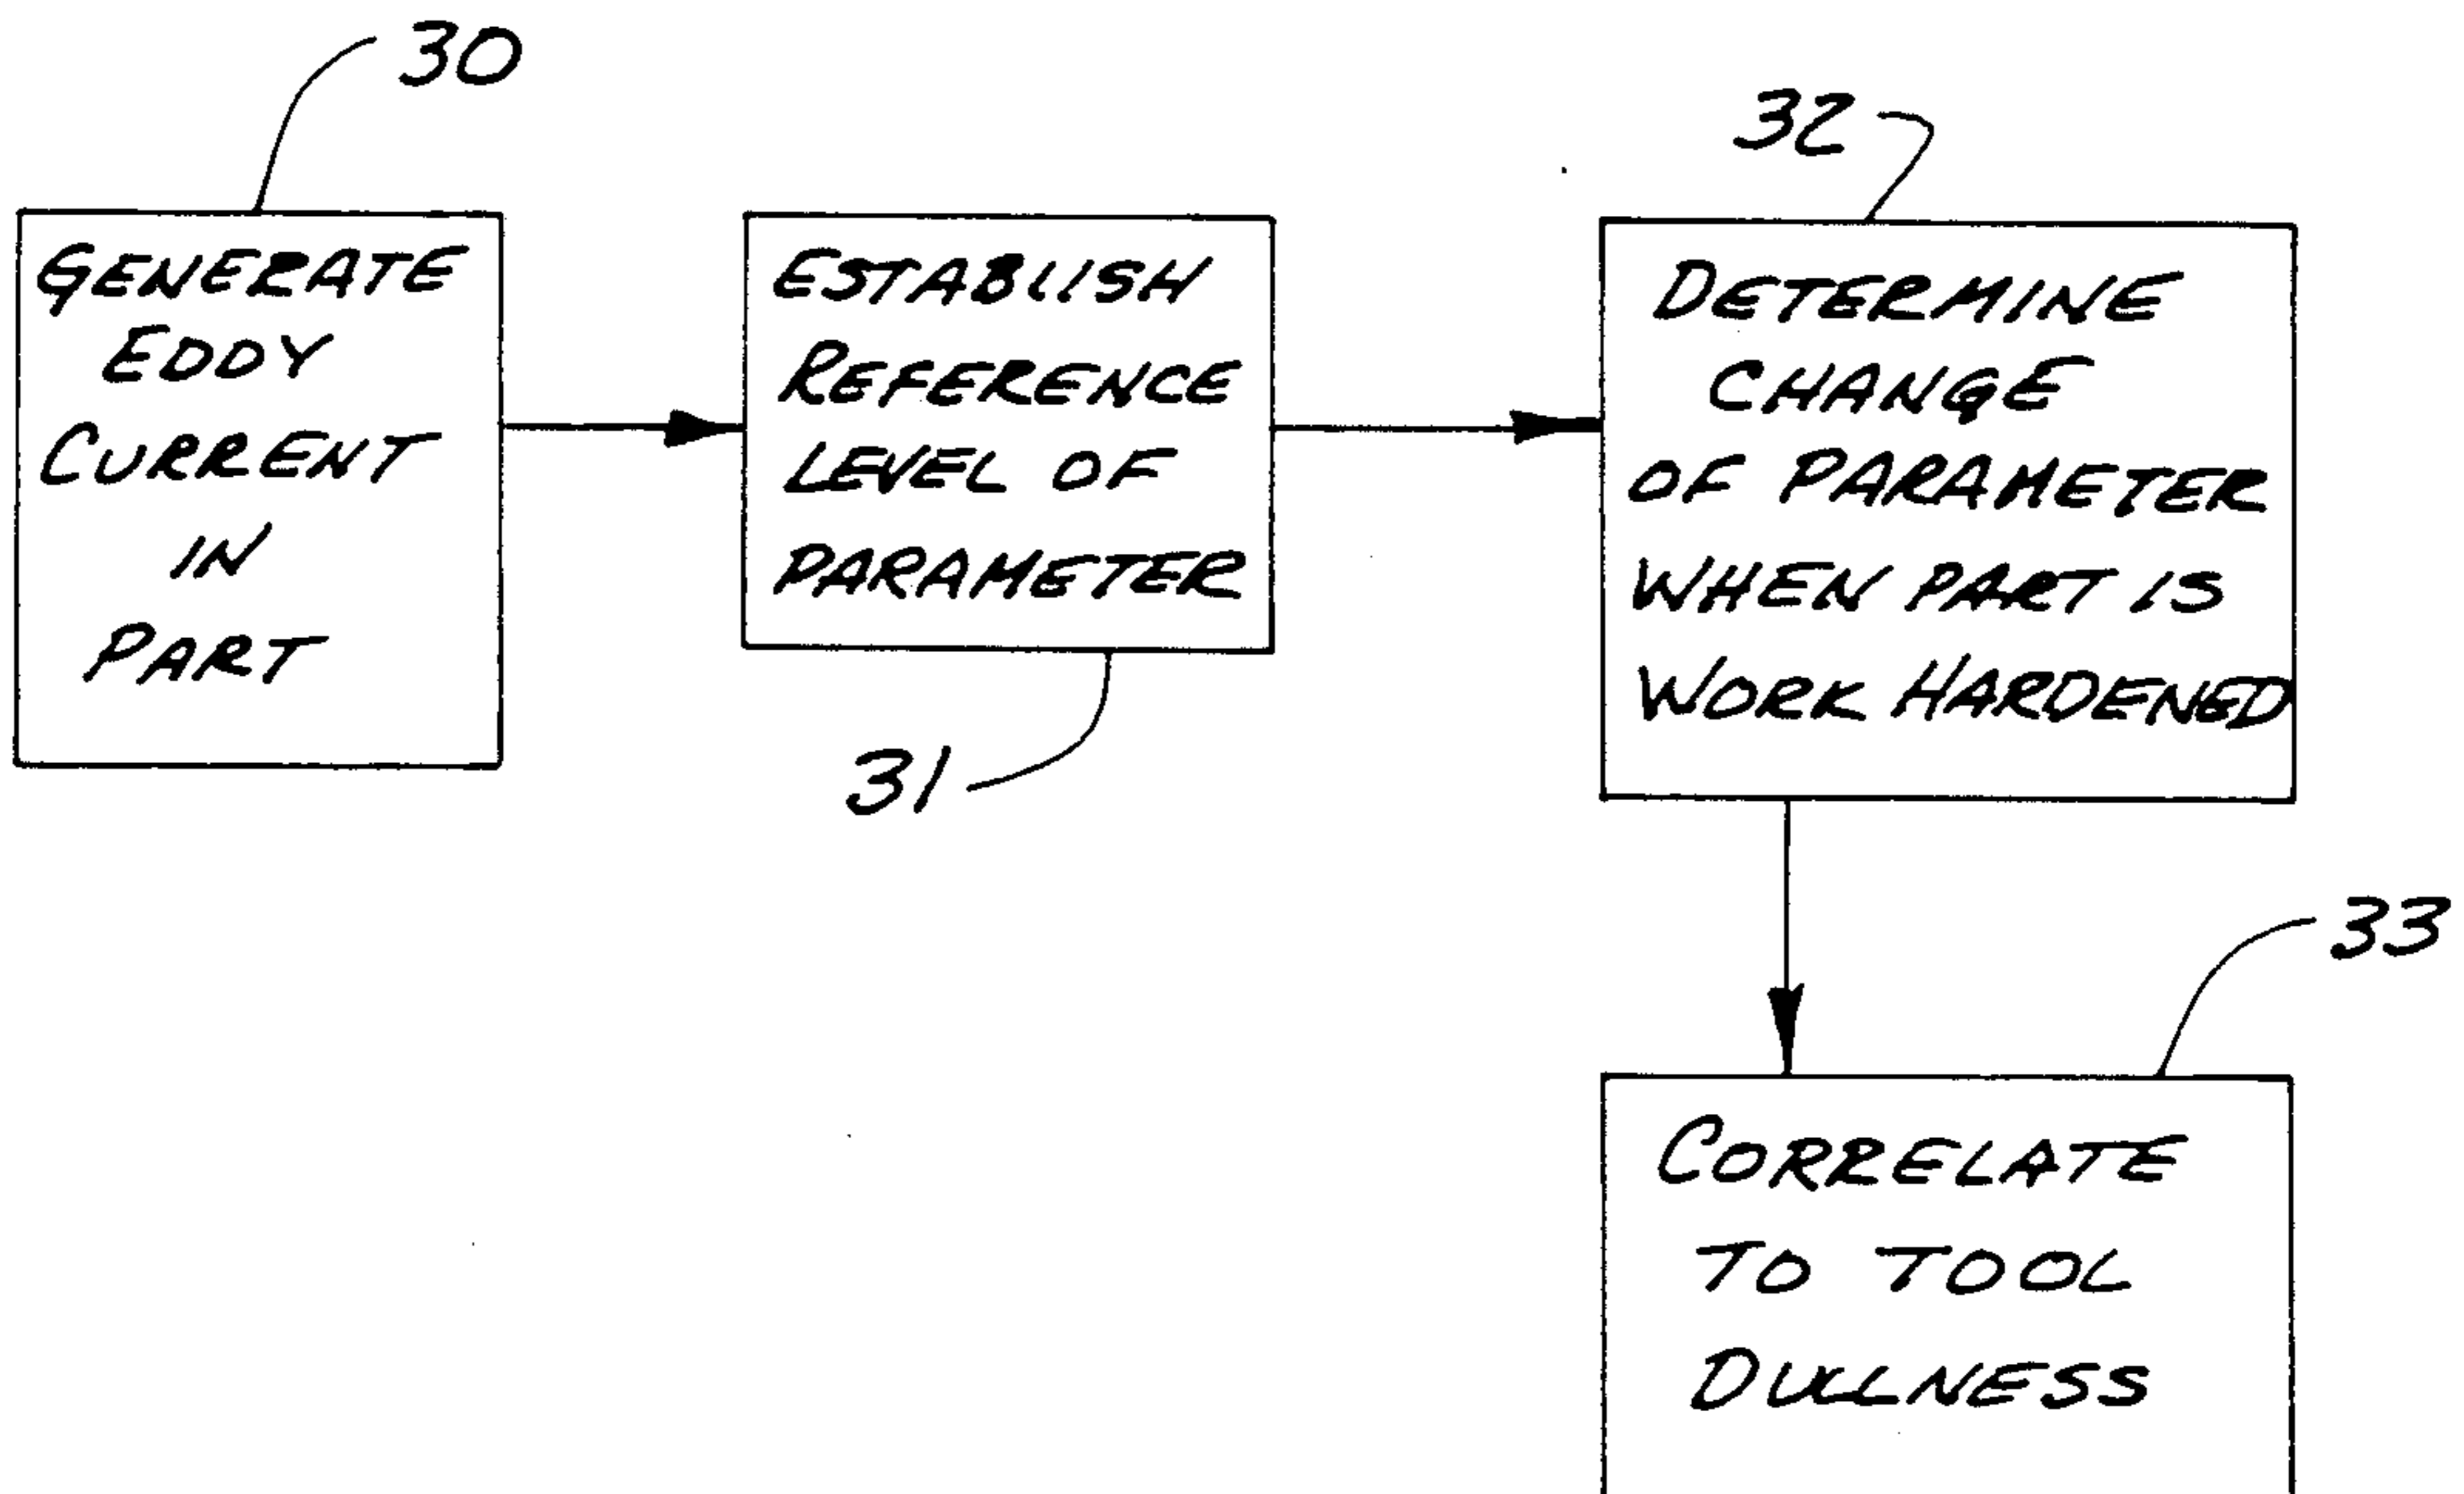 30
GENERATE
EDDY
CURRENT
IN
PART
ESTABLISH
REFERENCE
LEVEL OF
PARAMETER
31
32
DETERMINE
CHANGE
OF PARAMETER
WHEN PART IS
WORK HARDENED
33
CORRELATE
TO TOOL
DULLNESS